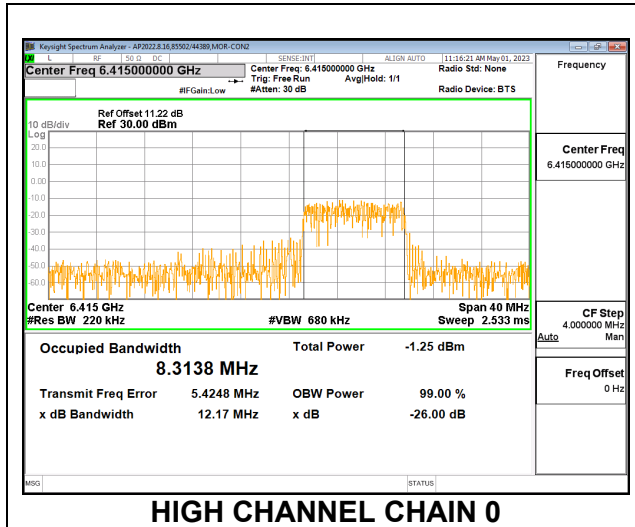 Keysight Spectrum Analyzer - AP2022.8.16,85502/44389,MOR-CON2
L RF 50 Ω DC SENSE:INT ALIGN AUTO 11:16:21 AM May 01, 2023
Center Freq 6.415000000 GHz
Center Freq: 6.415000000 GHz Radio Std: None
Trig: Free Run Avg|Hold: 1/1
#IFGain:Low #Atten: 30 dB Radio Device: BTS
Frequency
Ref Offset 11.22 dB
10 dB/div Ref 30.00 dBm
Log
20.0
10.0
0.00
-10.0
-20.0
-30.0
-40.0
-50.0
-60.0
Center 6.415 GHz Span 40 MHz
#Res BW 220 kHz #VBW 680 kHz Sweep 2.533 ms
Occupied Bandwidth Total Power -1.25 dBm
8.3138 MHz
Transmit Freq Error 5.4248 MHz OBW Power 99.00 %
x dB Bandwidth 12.17 MHz x dB -26.00 dB
Center Freq
6.415000000 GHz
CF Step
4.000000 MHz
Auto Man
Freq Offset
0 Hz
MSG STATUS
HIGH CHANNEL CHAIN 0